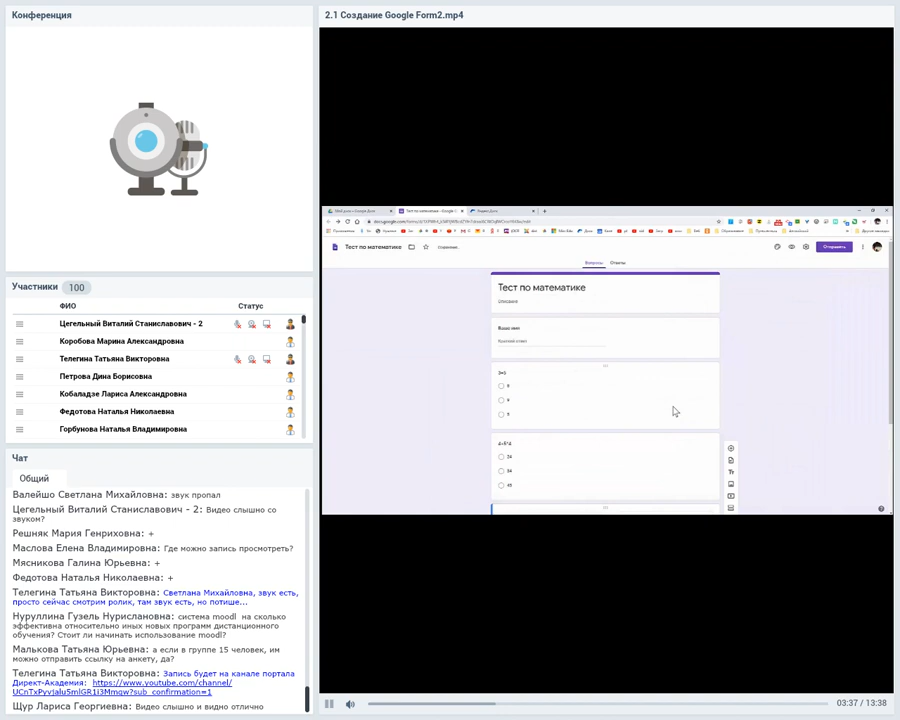 Конференция
2.1 Создание Google Form2.mp4
Тест по математике
Отправить
Вопросы
Ответы
Тест по математике
Описание
Ваше имя
Краткий ответ
24
Участники 100
ФИО Статус
Цегельный Виталий Станиславович - 2
Коробова Марина Александровна
Телегина Татьяна Викторовна
Петрова Дина Борисовна
Кобаладзе Лариса Александровна
Федотова Наталья Николаевна
Горбунова Наталья Владимировна
Чат
Общий
Валейшо Светлана Михайловна: звук пропал
Цегельный Виталий Станиславович - 2: Видео слышно со
звуком?
Решняк Мария Генриховна: +
Маслова Елена Владимировна: Где можно запись просмотреть?
Мясникова Галина Юрьевна: +
Федотова Наталья Николаевна: +
Телегина Татьяна Викторовна: Светлана Михайловна, звук есть,
просто сейчас смотрим ролик, там звук есть, но потише...
Нуруллина Гузель Нурислановна: система moodl на сколько
эффективна относительно иных новых программ дистанционного
обучения? Стоит ли начинать использование moodl?
Малькова Татьяна Юрьевна: а если в группе 15 человек, им
можно отправить ссылку на анкету, да?
Телегина Татьяна Викторовна: Запись будет на канале портала
Директ-Академия: https://www.youtube.com/channel/
UCnTxPyvjalu5mlGR1i3Mmqw?sub_confirmation=1
Щур Лариса Георгиевна: Видео слышно и видно отлично
03:37 / 13:38